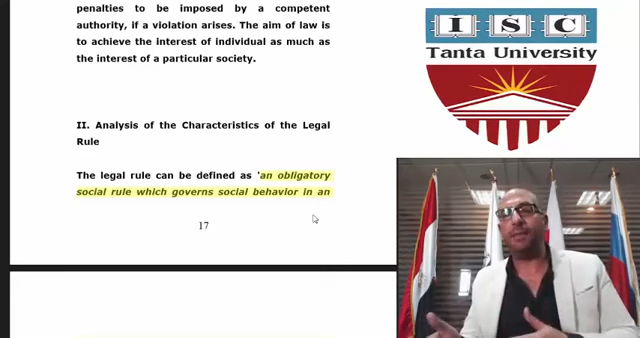 penalties to be imposed by a competent
authority, if a violation arises. The aim of law is
to achieve the interest of individual as much as
the interest of a particular society.
II. Analysis of the Characteristics of the Legal
Rule
The legal rule can be defined as 'an obligatory
social rule which governs social behavior in an
17
I S C
Tanta University